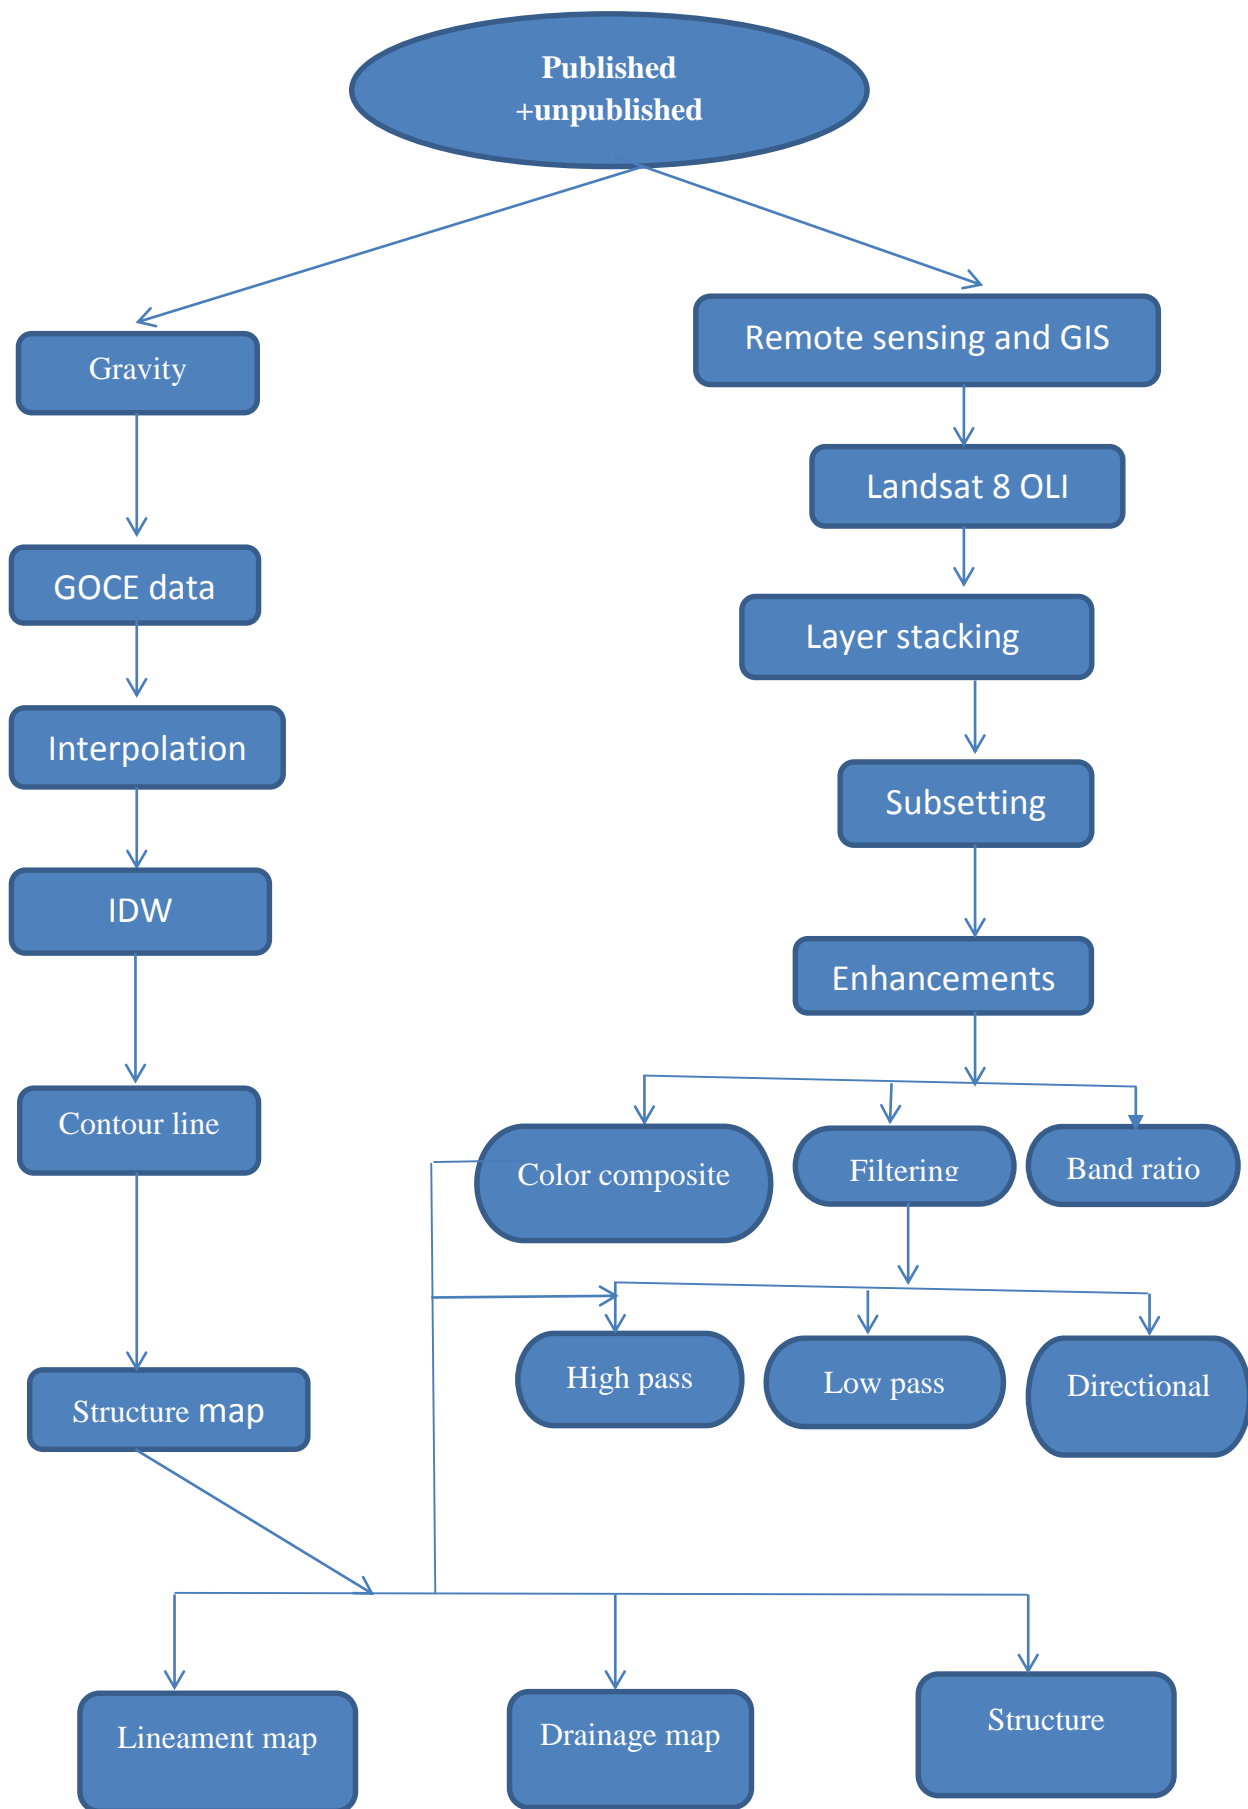 Published
+unpublished
Gravity
Remote sensing and GIS
Landsat 8 OLI
GOCE data
Layer stacking
Interpolation
Subsetting
IDW
Enhancements
Contour line
Color composite
Filtering
Band ratio
High pass
Low pass
Directional
Structure map
Lineament map
Drainage map
Structure